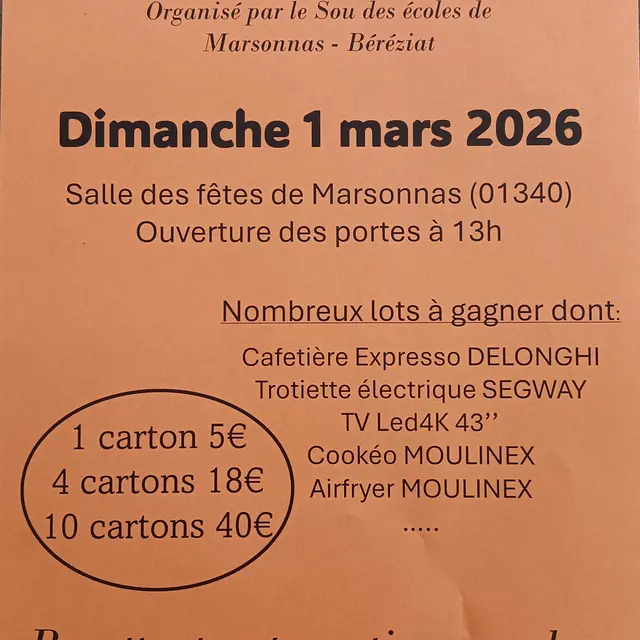 Organisé par le Sou des écoles de
Marsonnas - Béréziat
Dimanche 1 mars 2026
Salle des fêtes de Marsonnas (01340)
Ouverture des portes à 13h
Nombreux lots à gagner dont:
Cafetière Expresso DELONGHI
Trotiette électrique SEGWAY
TV Led4K 43’’
Cookéo MOULINEX
Airfryer MOULINEX
.....
1 carton 5€
4 cartons 18€
10 cartons 40€